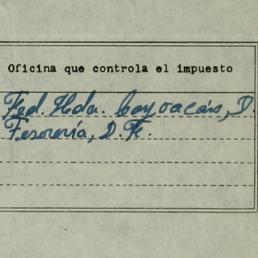 Oficina que controla el impuesto
Fed. Hda. Coyoacán, D.
Tesorería, D. F.